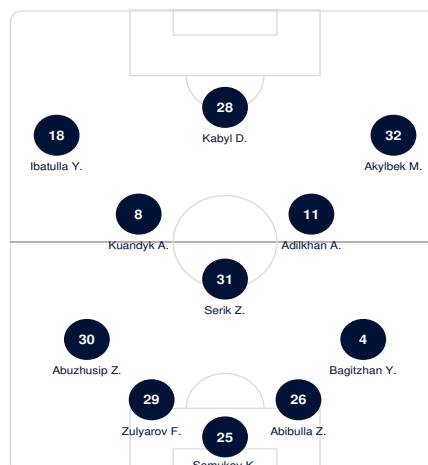 28
Kabyl D.
18
Ibatulla Y.
32
Akylbek M.
8
Kuandyk A.
11
Adilkhan A.
31
Serik Z.
30
Abuzhusip Z.
4
Bagitzhan Y.
29
Zulyarov F.
26
Abibulla Z.
25